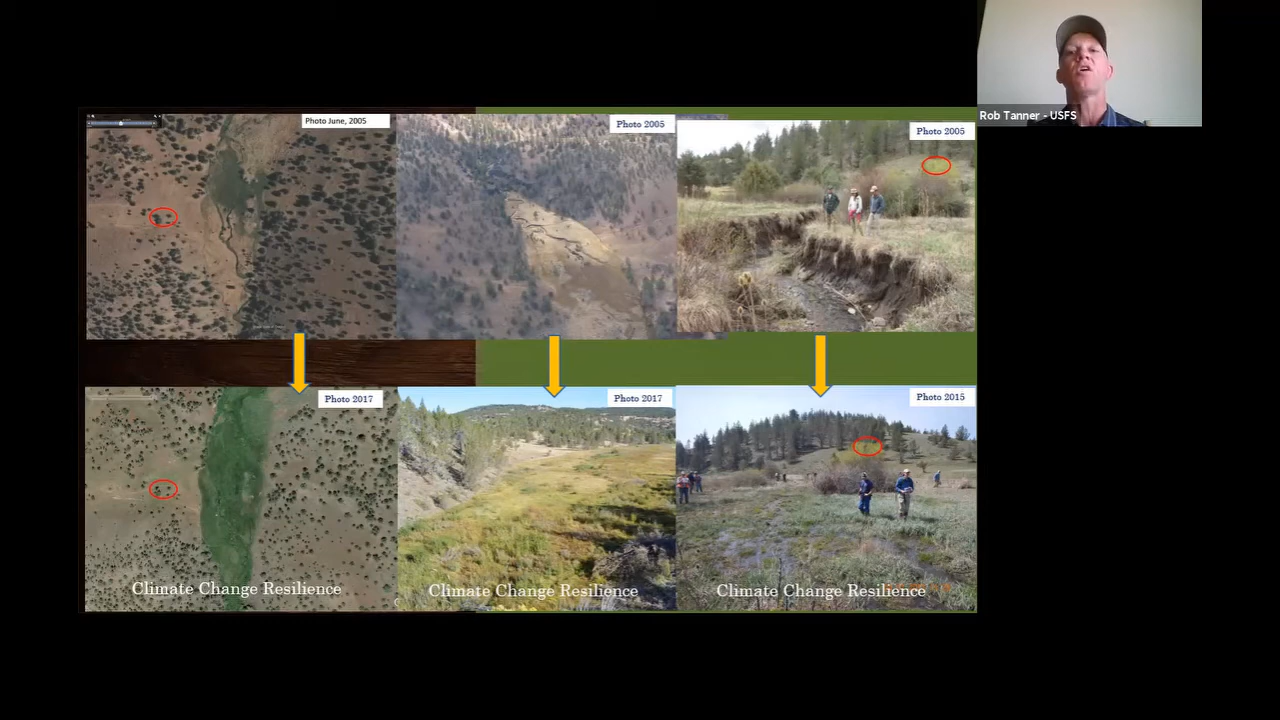 Rob Tanner - USFS
Photo June, 2005
Photo 2005
Photo 2005
Photo 2017
Photo 2017
Photo 2015
Climate Change Resilience
Climate Change Resilience
Climate Change Resilience